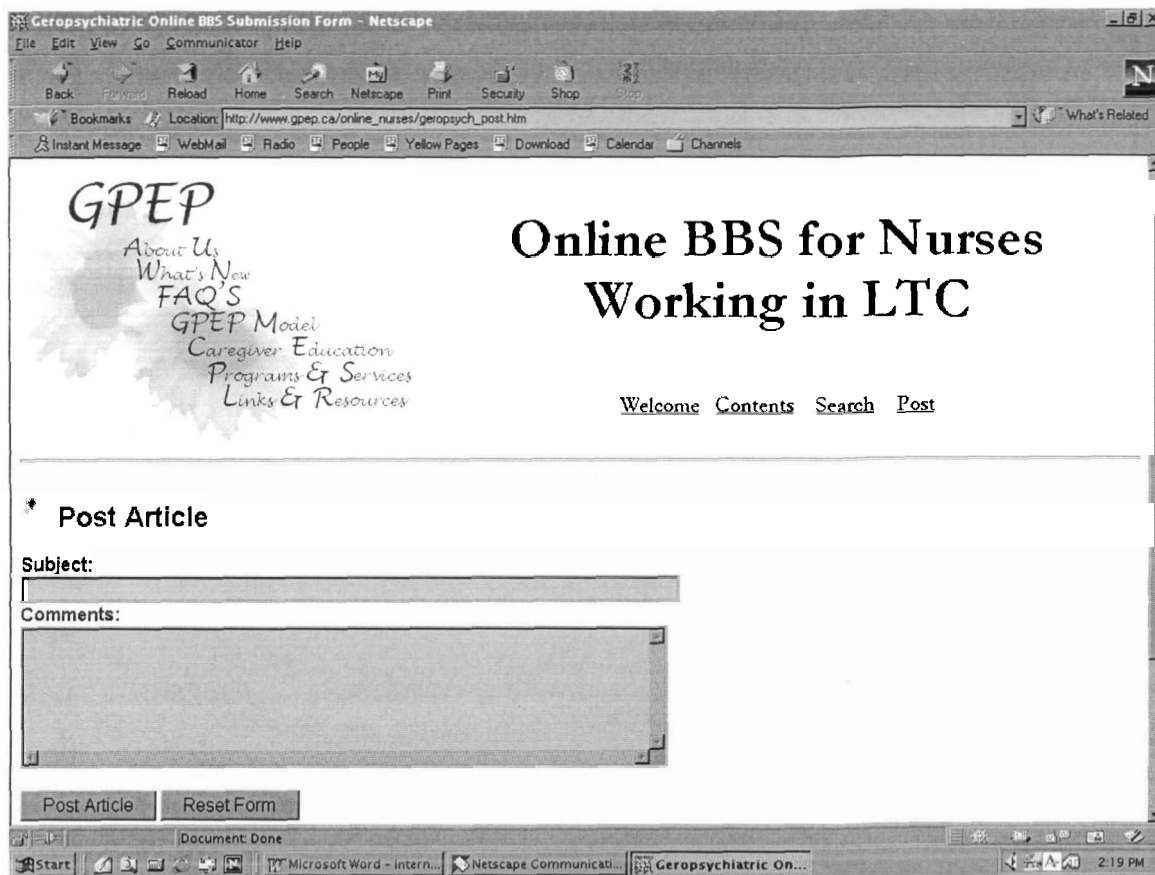 Geropsychiatric Online BBS Submission Form - Netscape
File Edit View Go Communicator Help
Back Forward Reload Home Search Netscape Print Security Shop Stop
Bookmarks Location: http://www.gpep.ca/online_nurses/geropsych_post.htm What's Related
Instant Message WebMail Radio People Yellow Pages Download Calendar Channels
GPEP
About Us
What's New
FAQ'S
GPEP Model
Caregiver Education
Programs & Services
Links & Resources
Online BBS for Nurses
Working in LTC
Welcome Contents Search Post
Post Article
Subject:
Comments:
Post Article Reset Form
Document: Done
Start Microsoft Word - intern... Netscape Communicati... Geropsychiatric On... 2:19 PM